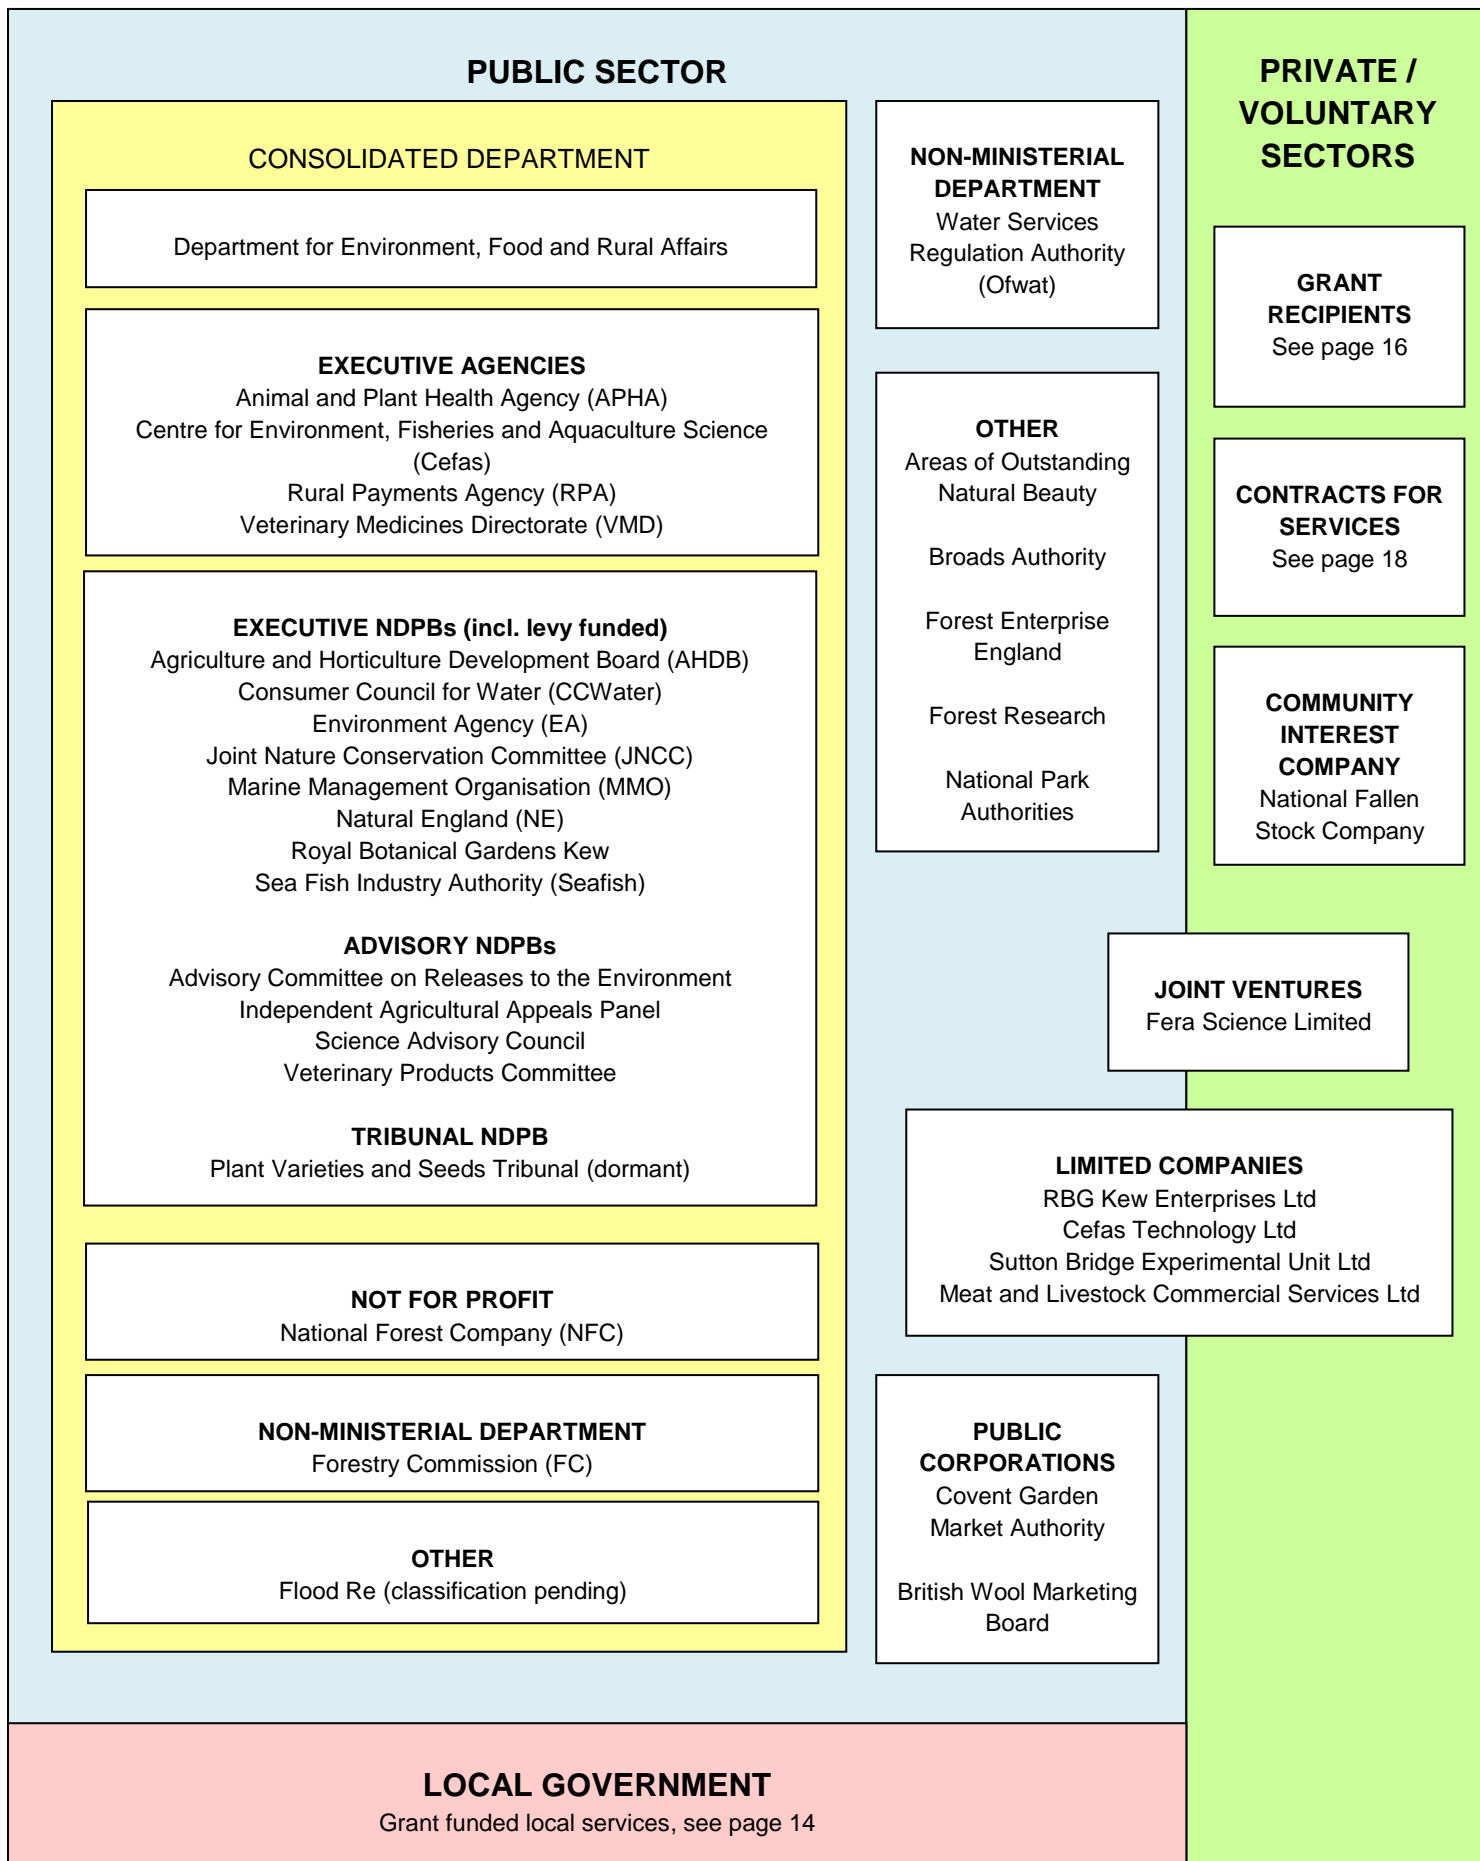 PUBLIC SECTOR
CONSOLIDATED DEPARTMENT
Department for Environment, Food and Rural Affairs
EXECUTIVE AGENCIES
Animal and Plant Health Agency (APHA)
Centre for Environment, Fisheries and Aquaculture Science
(Cefas)
Rural Payments Agency (RPA)
Veterinary Medicines Directorate (VMD)
EXECUTIVE NDPBs (incl. levy funded)
Agriculture and Horticulture Development Board (AHDB)
Consumer Council for Water (CCWater)
Environment Agency (EA)
Joint Nature Conservation Committee (JNCC)
Marine Management Organisation (MMO)
Natural England (NE)
Royal Botanical Gardens Kew
Sea Fish Industry Authority (Seafish)
ADVISORY NDPBs
Advisory Committee on Releases to the Environment
Independent Agricultural Appeals Panel
Science Advisory Council
Veterinary Products Committee
TRIBUNAL NDPB
Plant Varieties and Seeds Tribunal (dormant)
NOT FOR PROFIT
National Forest Company (NFC)
NON-MINISTERIAL DEPARTMENT
Forestry Commission (FC)
OTHER
Flood Re (classification pending)
NON-MINISTERIAL
DEPARTMENT
Water Services
Regulation Authority
(Ofwat)
OTHER
Areas of Outstanding
Natural Beauty
Broads Authority
Forest Enterprise
England
Forest Research
National Park
Authorities
JOINT VENTURES
Fera Science Limited
LIMITED COMPANIES
RBG Kew Enterprises Ltd
Cefas Technology Ltd
Sutton Bridge Experimental Unit Ltd
Meat and Livestock Commercial Services Ltd
PUBLIC
CORPORATIONS
Covent Garden
Market Authority
British Wool Marketing
Board
PRIVATE /
VOLUNTARY
SECTORS
GRANT
RECIPIENTS
See page 16
CONTRACTS FOR
SERVICES
See page 18
COMMUNITY
INTEREST
COMPANY
National Fallen
Stock Company
LOCAL GOVERNMENT
Grant funded local services, see page 14